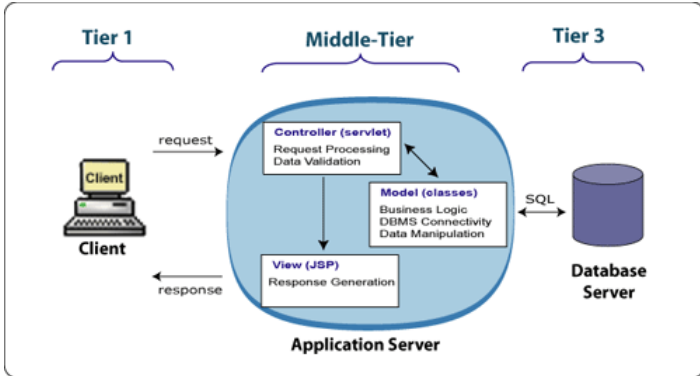 Tier 1
Middle-Tier
Tier 3
request
Controller (servlet)
Request Processing
Data Validation
Client
Client
Model (classes)
Business Logic
DBMS Connectivity
Data Manipulation
SQL
Database
Server
View (JSP)
Response Generation
response
Application Server